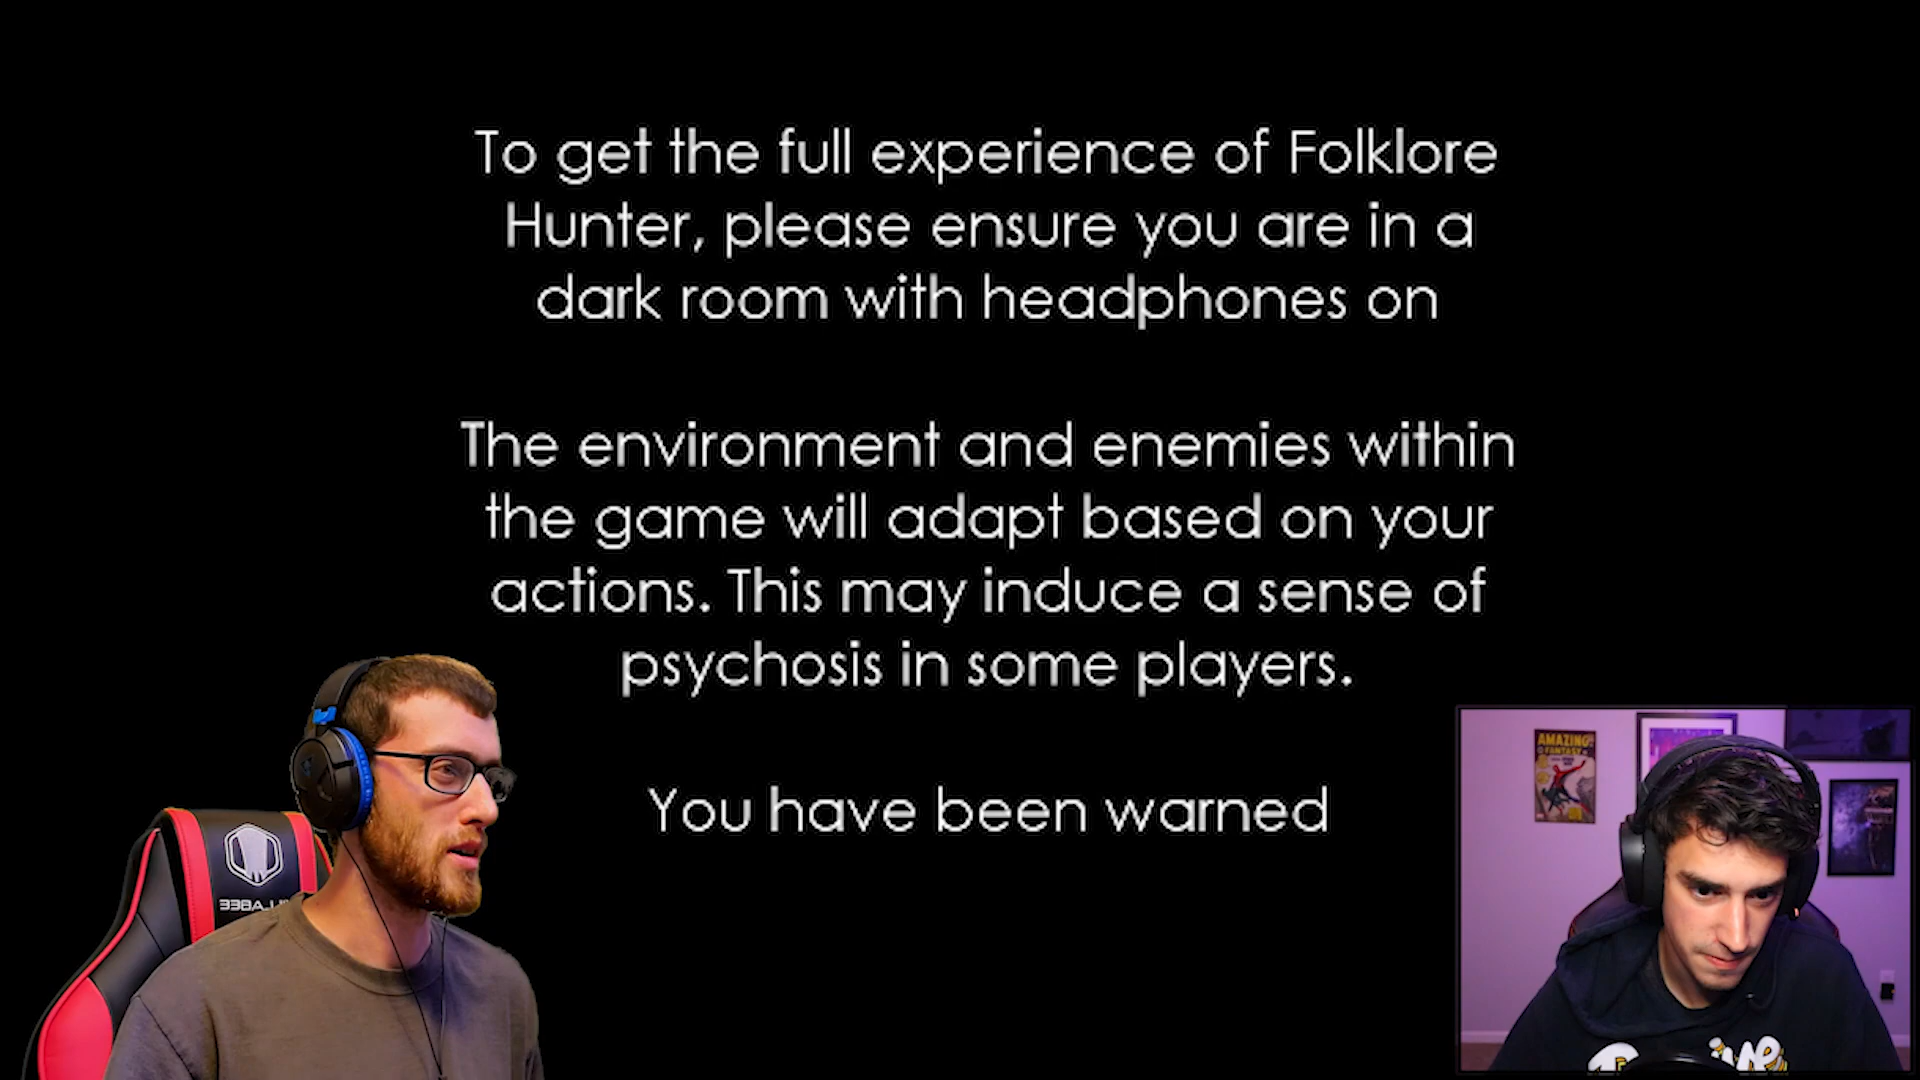 To get the full experience of Folklore
Hunter, please ensure you are in a
dark room with headphones on
The environment and enemies within
the game will adapt based on your
actions. This may induce a sense of
psychosis in some players.
You have been warned
AMAZING
FANTASY